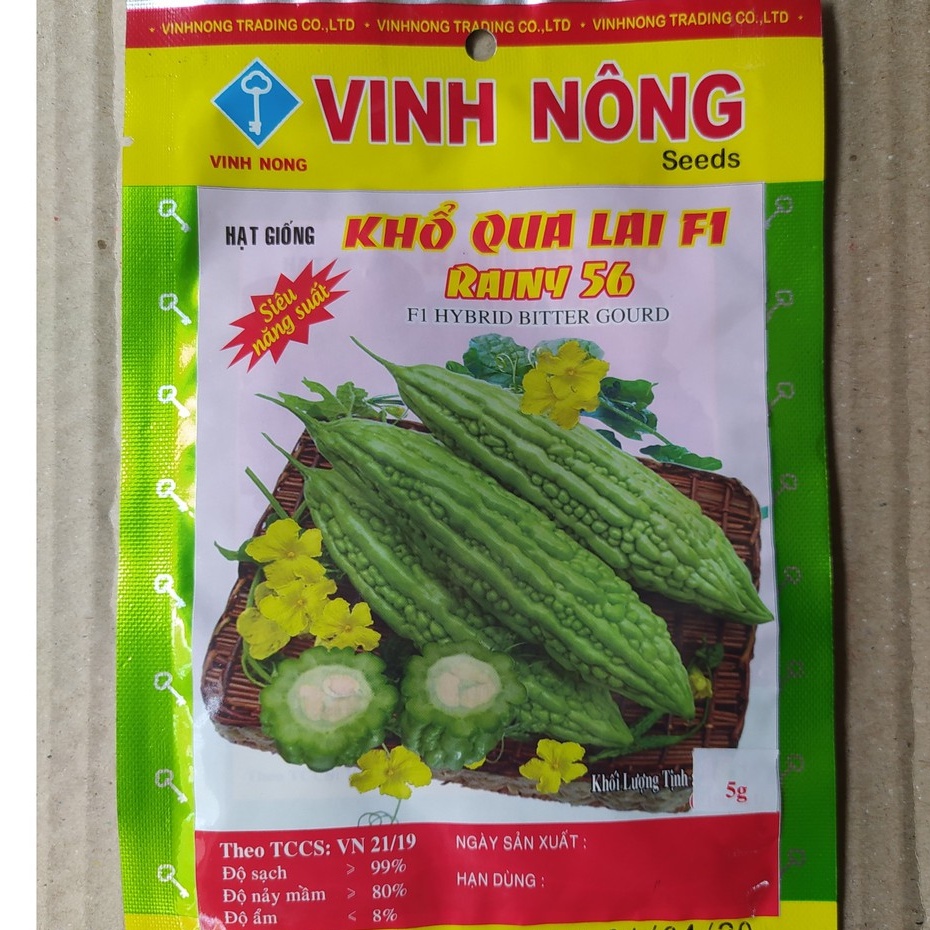 • VINHNONG TRADING CO.,LTD • VINHNONG TRADING CO.,LTD • VINHNONG TRADING CO.,LTD •
VINH NÔNG
Seeds
VINH NONG
HẠT GIỐNG
KHỔ QUA LAI F1
RAINY 56
F1 HYBRID BITTER GOURD
Siêu
năng suất
Khối Lượng Tịnh
5g
Theo TCCS: VN 21/19
Độ sạch ≥ 99%
Độ nảy mầm ≥ 80%
Độ ẩm ≤ 8%
NGÀY SẢN XUẤT :
HẠN DÙNG :